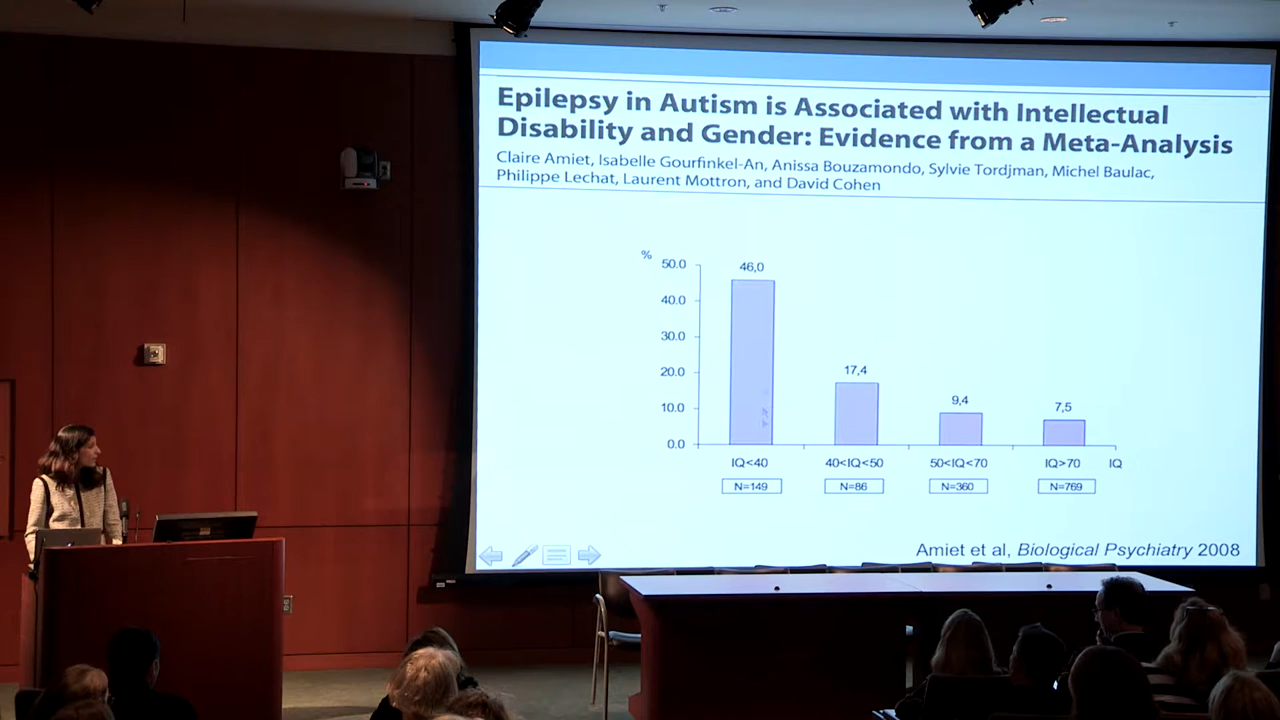 Epilepsy in Autism is Associated with Intellectual
Disability and Gender: Evidence from a Meta-Analysis
Claire Amiet, Isabelle Gourfinkel-An, Anissa Bouzamondo, Sylvie Tordjman, Michel Baulac,
Philippe Lechat, Laurent Mottron, and David Cohen
%
50.0
46,0
40.0
30.0
20.0
17,4
10.0
9,4
7,5
0.0
IQ<40 40<IQ<50 50<IQ<70 IQ>70 IQ
N=149 N=86 N=360 N=769
Amiet et al, Biological Psychiatry 2008